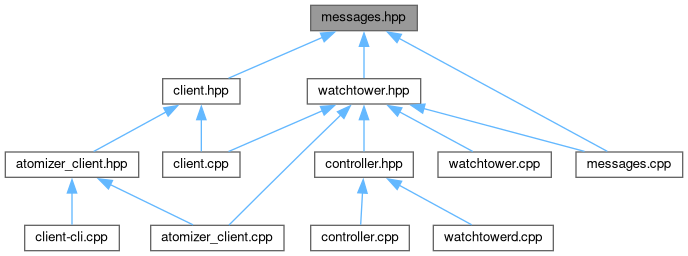 messages.hpp
client.hpp
watchtower.hpp
atomizer_client.hpp
client.cpp
controller.hpp
watchtower.cpp
messages.cpp
client-cli.cpp
atomizer_client.cpp
controller.cpp
watchtowerd.cpp